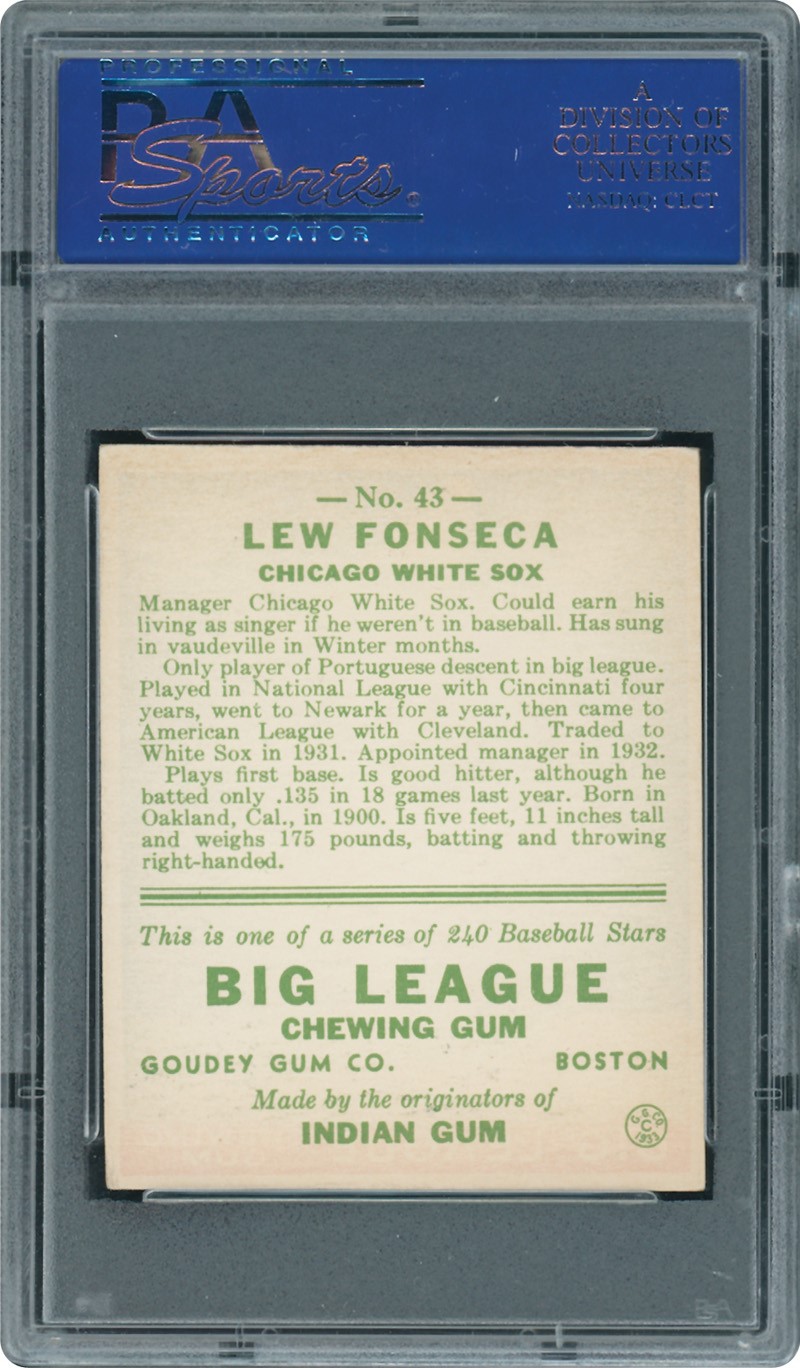 PROFESSIONAL
PSA
Sports®
AUTHENTICATOR
A
DIVISION OF
COLLECTORS
UNIVERSE
NASDAQ: CLCT
— No. 43 —
LEW FONSECA
CHICAGO WHITE SOX
Manager Chicago White Sox. Could earn his
living as singer if he weren't in baseball. Has sung
in vaudeville in Winter months.
Only player of Portuguese descent in big league.
Played in National League with Cincinnati four
years, went to Newark for a year, then came to
American League with Cleveland. Traded to
White Sox in 1931. Appointed manager in 1932.
Plays first base. Is good hitter, although he
batted only .135 in 18 games last year. Born in
Oakland, Cal., in 1900. Is five feet, 11 inches tall
and weighs 175 pounds, batting and throwing
right-handed.
This is one of a series of 240 Baseball Stars
BIG LEAGUE
CHEWING GUM
GOUDEY GUM CO. BOSTON
Made by the originators of
INDIAN GUM
G. G. CO.
C
1933
PSA